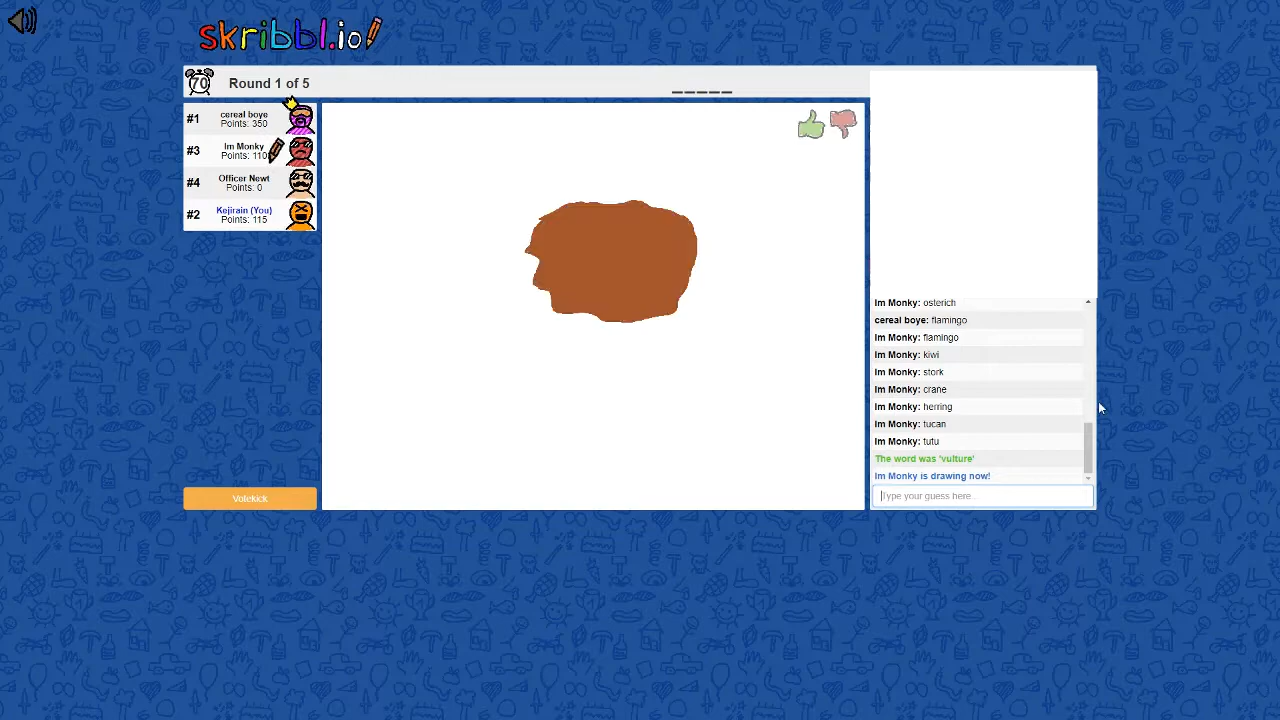 skribbl.io
70
Round 1 of 5
_ _ _ _ _
#1
cereal boye
Points: 350
#3
Im Monky
Points: 110
#4
Officer Newt
Points: 0
#2
Kejirain (You)
Points: 115
Votekick
Im Monky: osterich
cereal boye: flamingo
Im Monky: flamingo
Im Monky: kiwi
Im Monky: stork
Im Monky: crane
Im Monky: herring
Im Monky: tucan
Im Monky: tutu
The word was 'vulture'
Im Monky is drawing now!
Type your guess here...